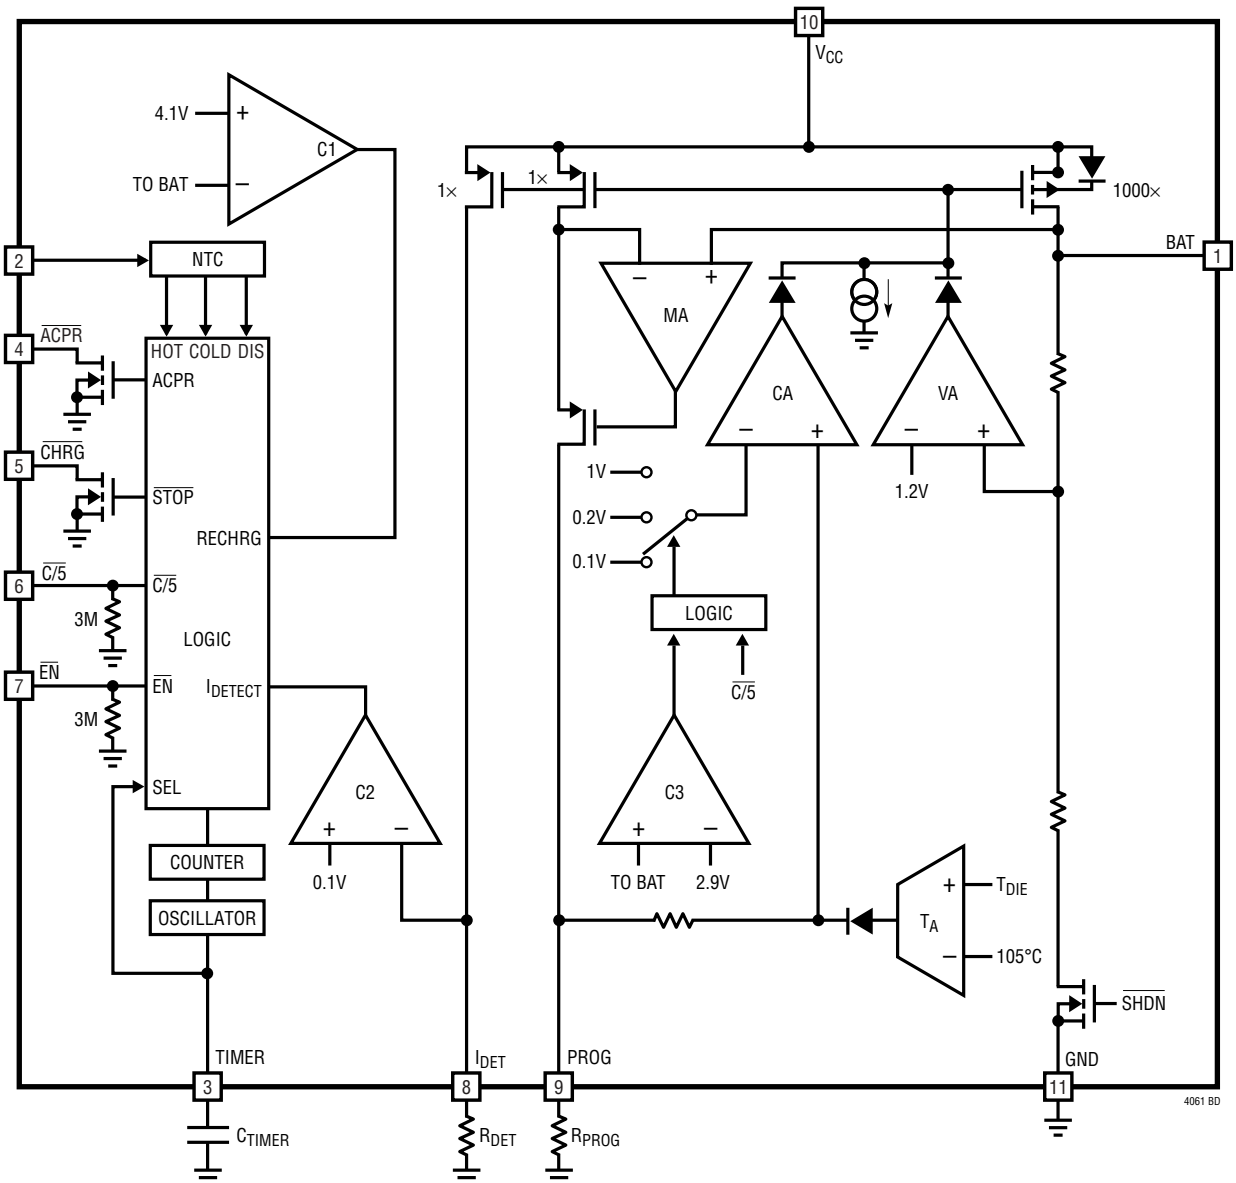 10
VCC
4.1V
+
C1
TO BAT
−
1×
1×
1000×
2
NTC
BAT
1
−
+
MA
ACPR
4
HOT COLD DIS
ACPR
CA
VA
−
+
−
+
CHRG
5
STOP
1V
1.2V
0.2V
RECHRG
0.1V
C/5
6
C/5
3M
LOGIC
LOGIC
EN
7
EN
IDETECT
C/5
3M
SEL
C2
C3
+
−
+
−
COUNTER
0.1V
TO BAT
2.9V
+
TDIE
OSCILLATOR
TA
−
105°C
SHDN
TIMER
IDET
PROG
GND
3
8
9
11
4061 BD
CTIMER
RDET
RPROG